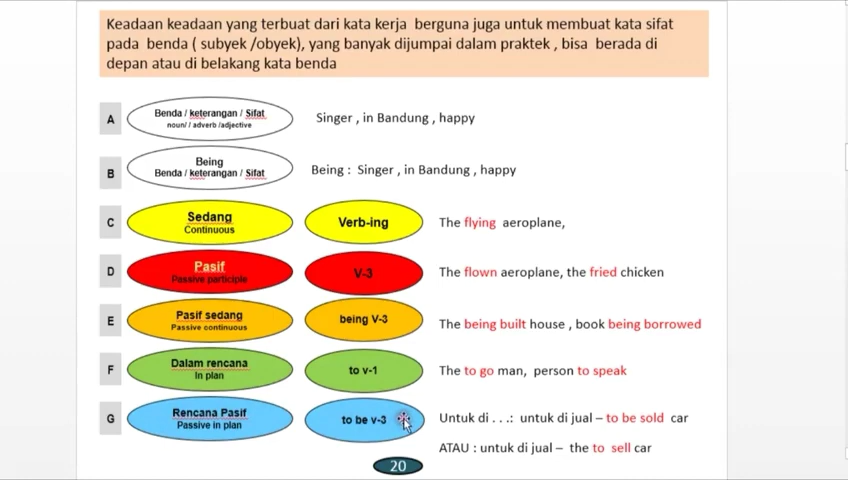 Keadaan keadaan yang terbuat dari kata kerja berguna juga untuk membuat kata sifat
pada benda ( subyek /obyek), yang banyak dijumpai dalam praktek , bisa berada di
depan atau di belakang kata benda
A
Benda / keterangan / Sifat
noun/ / adverb /adjective
Singer , in Bandung , happy
B
Being
Benda / keterangan / Sifat
Being : Singer , in Bandung , happy
C
Sedang
Continuous
Verb-ing
The flying aeroplane,
D
Pasif
Passive participle
V-3
The flown aeroplane, the fried chicken
E
Pasif sedang
Passive continuous
being V-3
The being built house , book being borrowed
F
Dalam rencana
In plan
to v-1
The to go man, person to speak
G
Rencana Pasif
Passive in plan
to be v-3
Untuk di . . .: untuk di jual – to be sold car
ATAU : untuk di jual – the to sell car
20